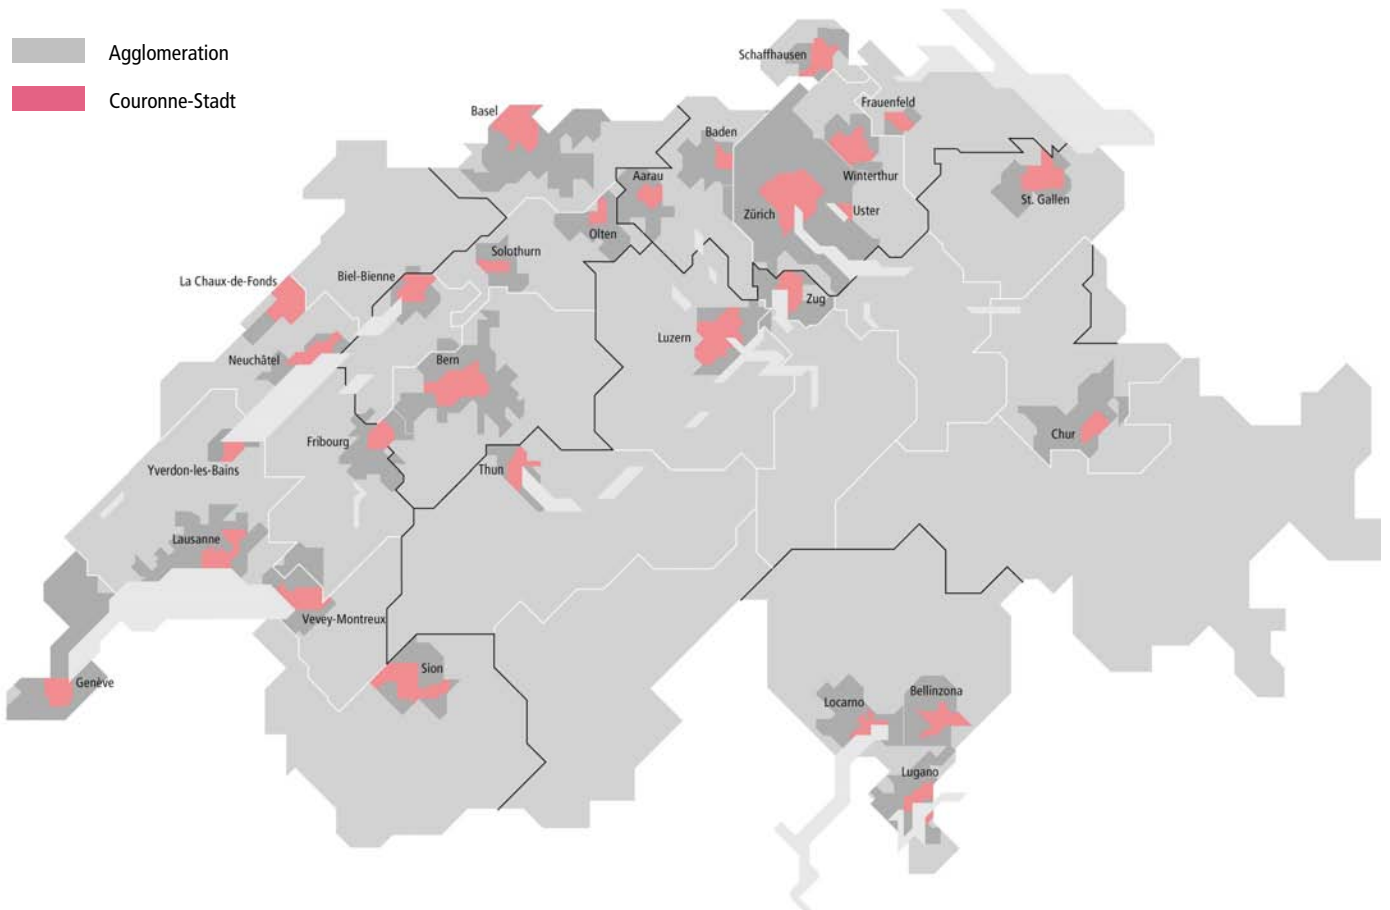 Agglomeration
Couronne-Stadt
Schaffhausen
Frauenfeld
Basel
Baden
Winterthur
Aarau
St. Gallen
Zürich
Uster
Olten
Solothurn
Biel-Bienne
La Chaux-de-Fonds
Zug
Luzern
Neuchâtel
Bern
Chur
Fribourg
Thun
Yverdon-les-Bains
Lausanne
Vevey-Montreux
Sion
Genève
Bellinzona
Locarno
Lugano